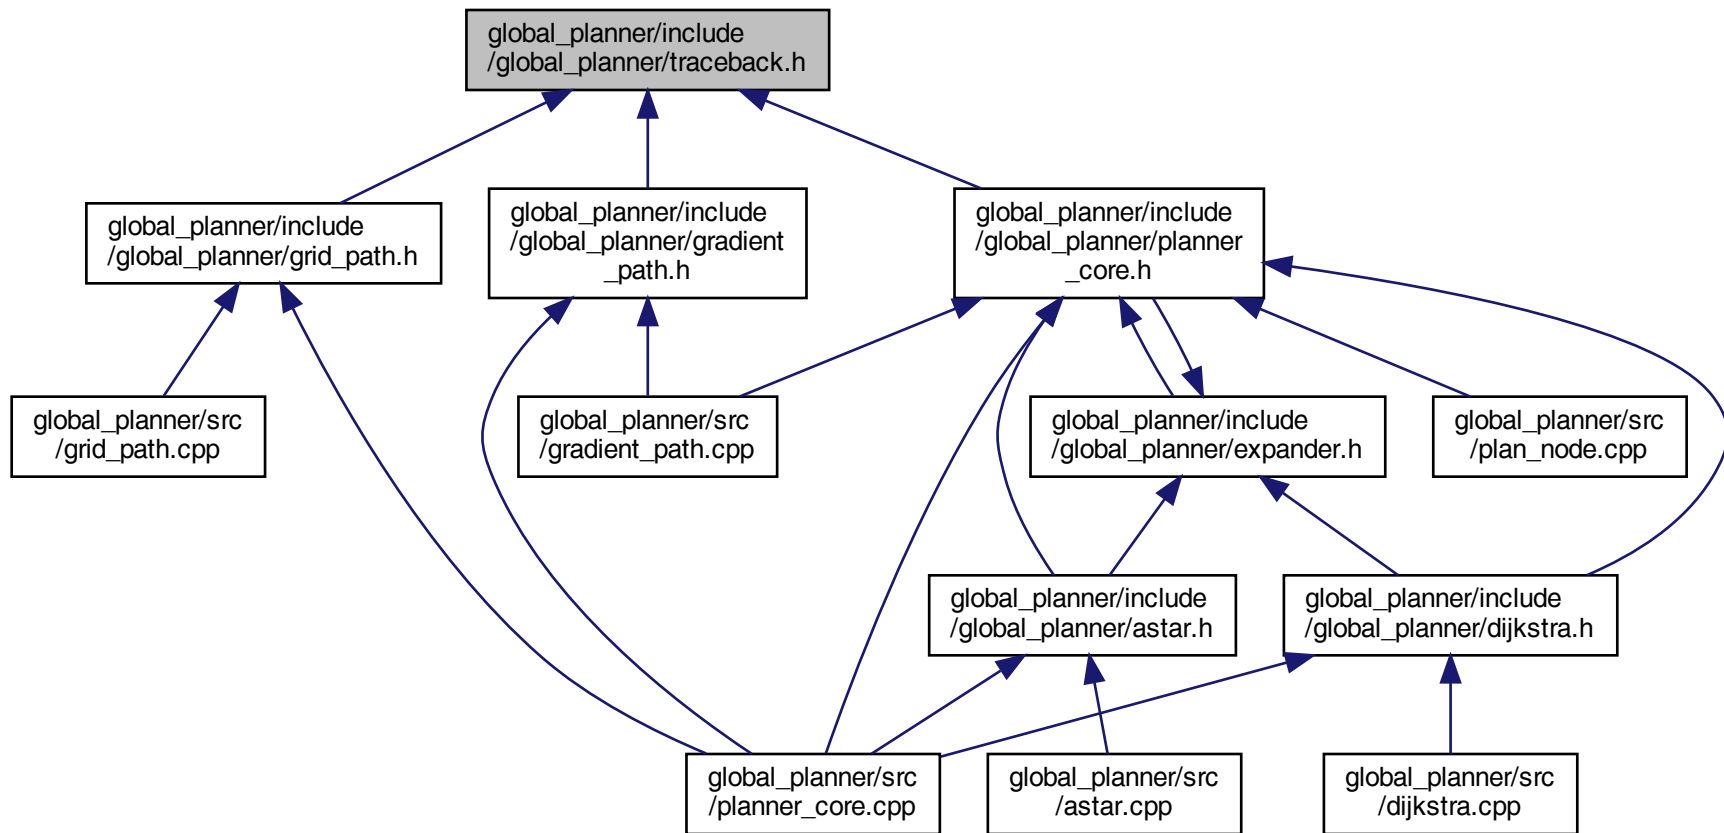 global_planner/include
/global_planner/traceback.h
global_planner/include
/global_planner/grid_path.h
global_planner/include
/global_planner/gradient
_path.h
global_planner/include
/global_planner/planner
_core.h
global_planner/src
/grid_path.cpp
global_planner/src
/gradient_path.cpp
global_planner/include
/global_planner/expander.h
global_planner/src
/plan_node.cpp
global_planner/include
/global_planner/astar.h
global_planner/include
/global_planner/dijkstra.h
global_planner/src
/planner_core.cpp
global_planner/src
/astar.cpp
global_planner/src
/dijkstra.cpp